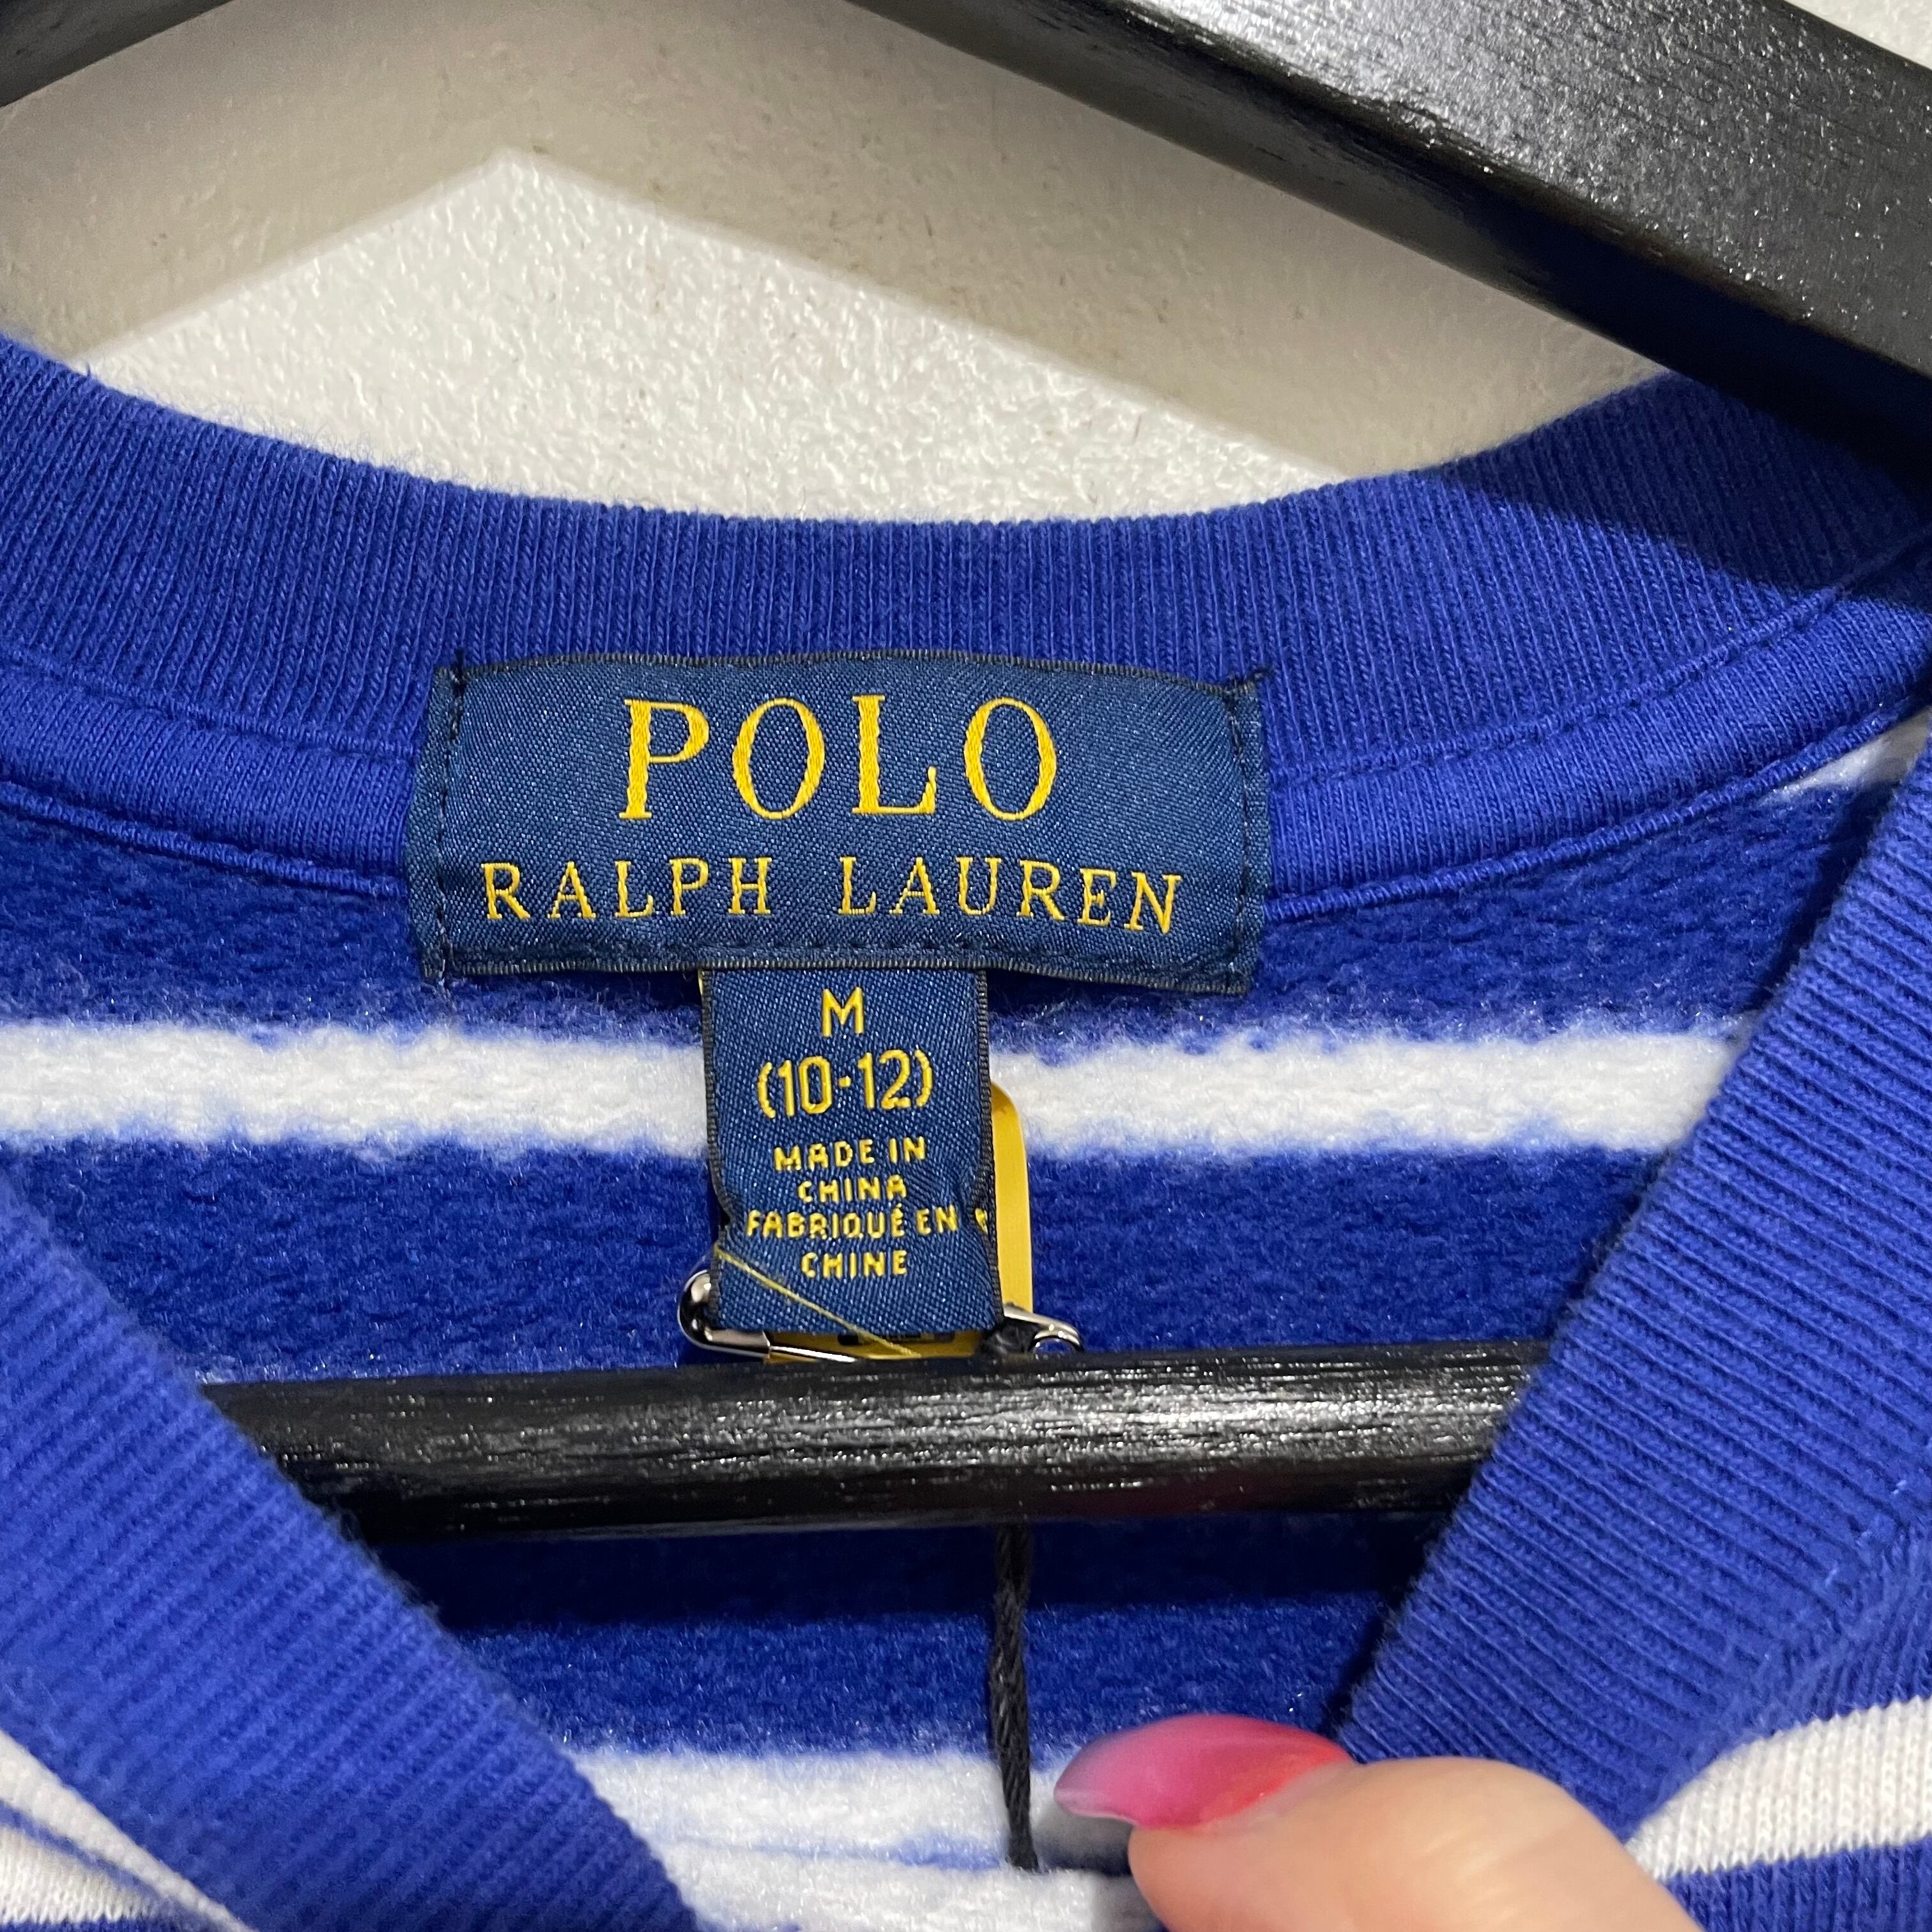 POLO
RALPH LAUREN
M
(10-12)
MADE IN
CHINA
FABRIQUÉ EN
CHINE